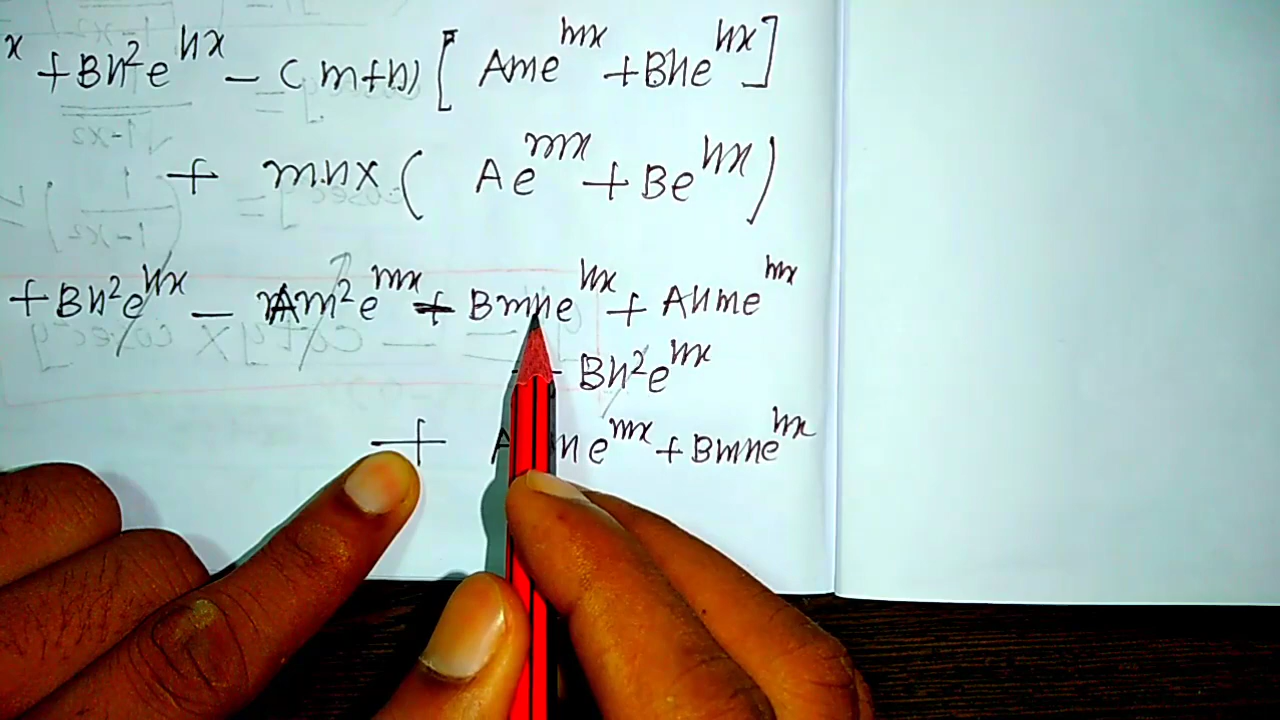 x + Bn²e^{nx} - (m+n) [ Ame^{mx} + Bne^{nx} ]
+ mnx ( Ae^{mx} + Be^{nx} )
+ Bn²e^{nx} - Am²e^{mx} + Bmne^{nx} + Anme^{mx}
- Bn²e^{nx}
+ A n e^{mx} + Bmne^{nx}